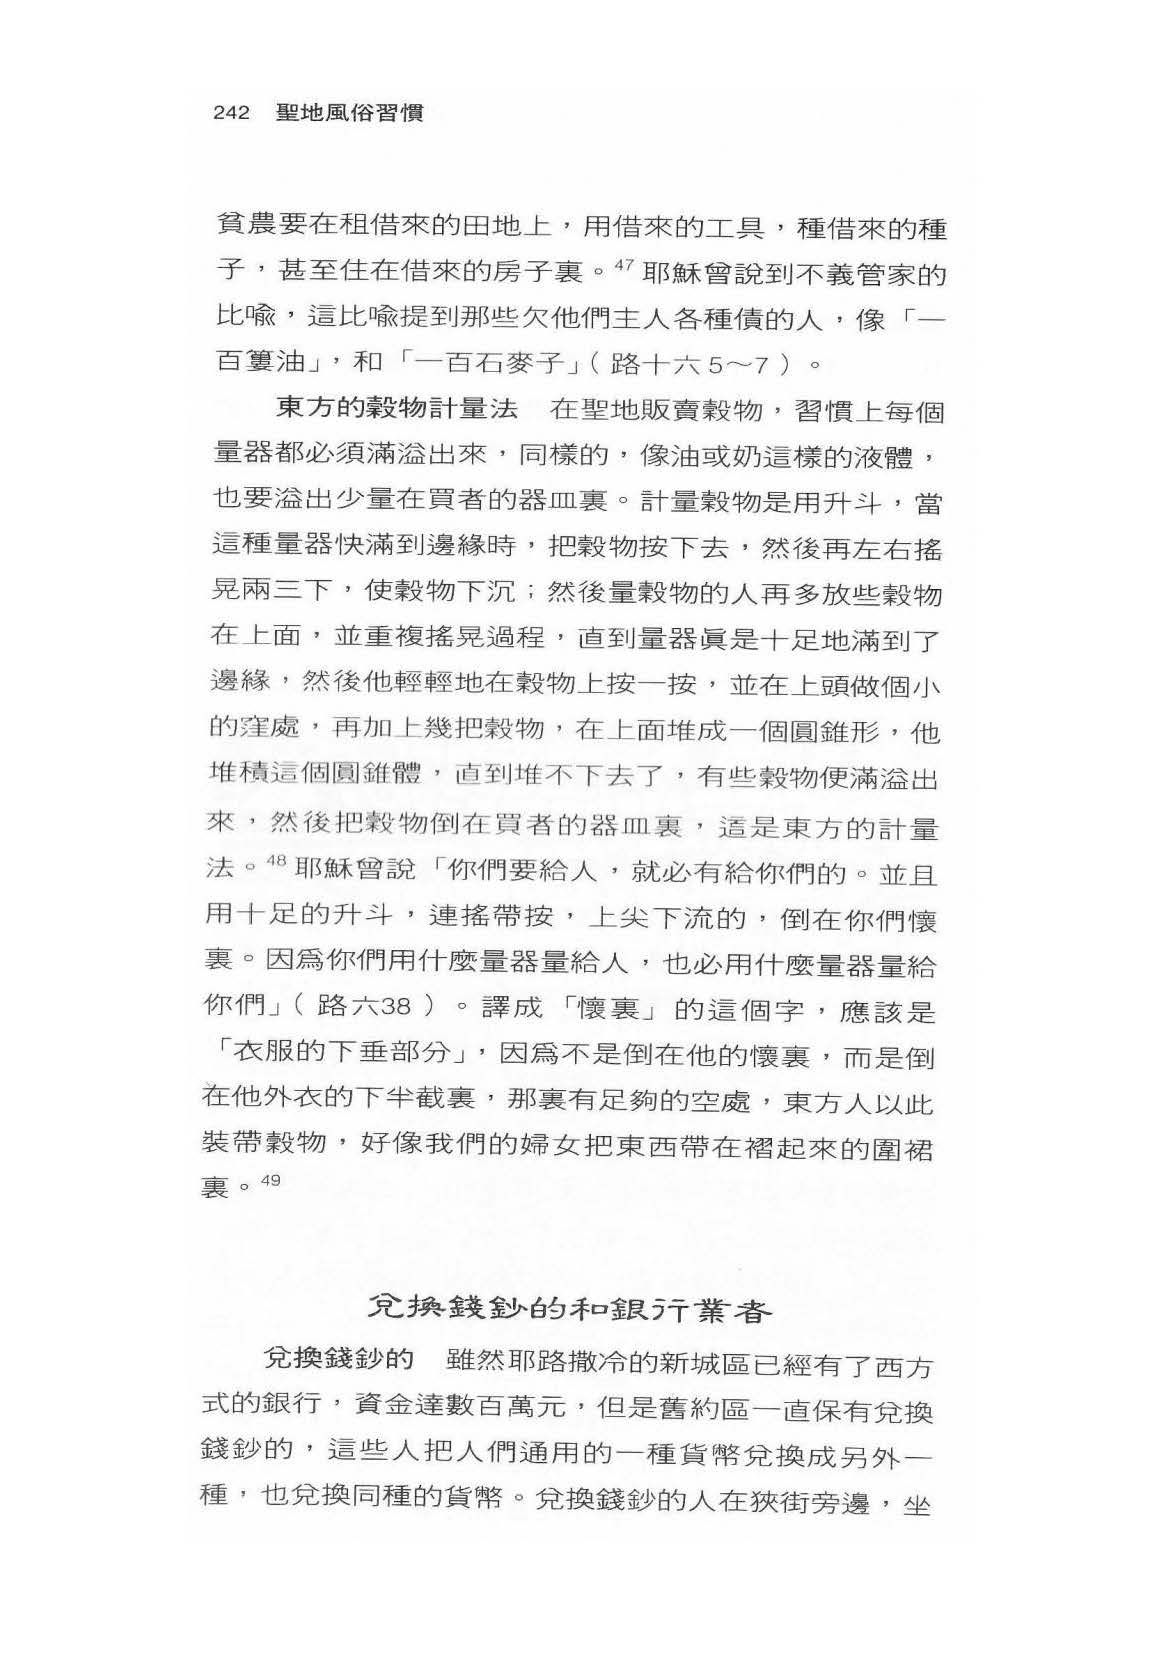 242 聖地風俗習慣
貧農要在租借來的田地上，用借來的工具，種借來的種
子，甚至住在借來的房子裏。47 耶穌曾說到不義管家的
比喩，這比喩提到那些欠他們主人各種債的人，像「一
百簍油」，和「一百石麥子」（路十六5～7）。
東方的穀物計量法　在聖地販賣穀物，習慣上每個
量器都必須滿溢出來，同樣的，像油或奶這樣的液體，
也要溢出少量在買者的器皿裏。計量穀物是用升斗，當
這種量器快滿到邊緣時，把穀物按下去，然後再左右搖
晃兩三下，使穀物下沉；然後量穀物的人再多放些穀物
在上面，並重複搖晃過程，直到量器眞是十足地滿到了
邊緣，然後他輕輕地在穀物上按一按，並在上頭做個小
的窪處，再加上幾把穀物，在上面堆成一個圓錐形，他
堆積這個圓錐體，直到堆不下去了，有些穀物便滿溢出
來，然後把穀物倒在買者的器皿裏，這是東方的計量
法。48 耶穌曾說「你們要給人，就必有給你們的。並且
用十足的升斗，連搖帶按，上尖下流的，倒在你們懷
裏。因爲你們用什麼量器量給人，也必用什麼量器量給
你們」（路六38）。譯成「懷裏」的這個字，應該是
「衣服的下垂部分」，因爲不是倒在他的懷裏，而是倒
在他外衣的下半截裏，那裏有足夠的空處，東方人以此
裝帶穀物，好像我們的婦女把東西帶在褶起來的圍裙
裏。49
兌換錢鈔的和銀行業者
兌換錢鈔的　雖然耶路撒冷的新城區已經有了西方
式的銀行，資金達數百萬元，但是舊約區一直保有兌換
錢鈔的，這些人把人們通用的一種貨幣兌換成另外一
種，也兌換同種的貨幣。兌換錢鈔的人在狹街旁邊，坐